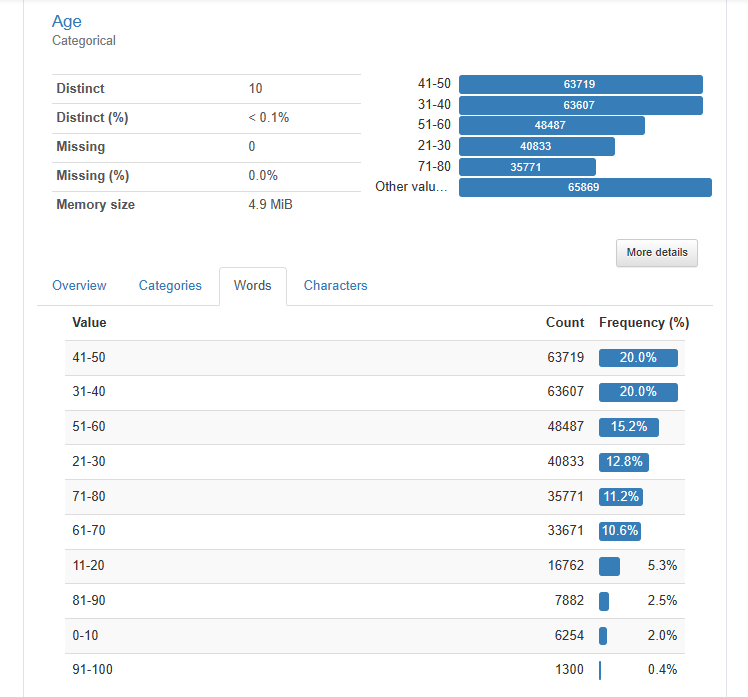 Age
Categorical
Distinct 10
Distinct (%) < 0.1%
Missing 0
Missing (%) 0.0%
Memory size 4.9 MiB
41-50 63719
31-40 63607
51-60 48487
21-30 40833
71-80 35771
Other valu... 65869
More details
Overview Categories Words Characters
Value Count Frequency (%)
41-50 63719 20.0%
31-40 63607 20.0%
51-60 48487 15.2%
21-30 40833 12.8%
71-80 35771 11.2%
61-70 33671 10.6%
11-20 16762 5.3%
81-90 7882 2.5%
0-10 6254 2.0%
91-100 1300 0.4%